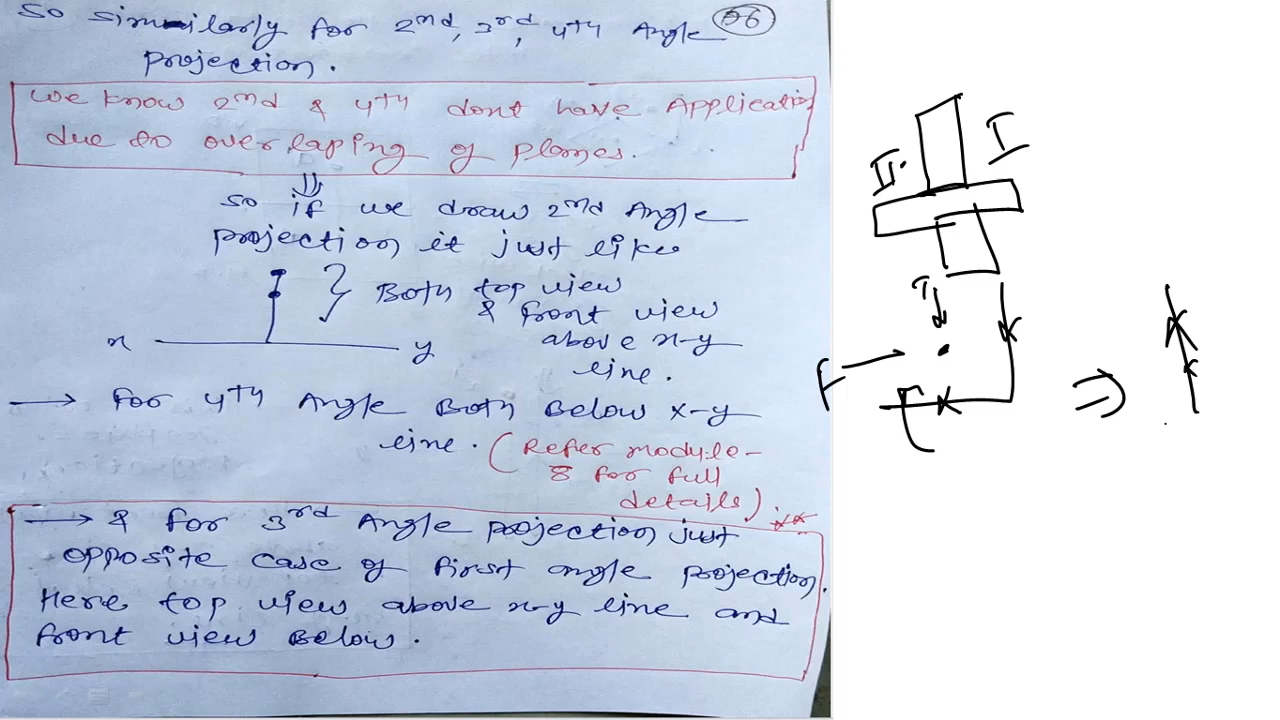 So similarly for 2nd, 3rd, 4th Angle
06
projection.
We know 2nd & 4th dont have Application
due to overlaping of planes.
so if we draw 2nd Angle
projection it just like
Both top view
& front view
above x-y
line.
x
y
→ for 4th Angle Both Below x-y
line. (Refer module-
8 for full
details)
→ & for 3rd Angle projection just
opposite case of first angle projection.
Here top view above x-y line and
front view Below.
I
II.
T
F